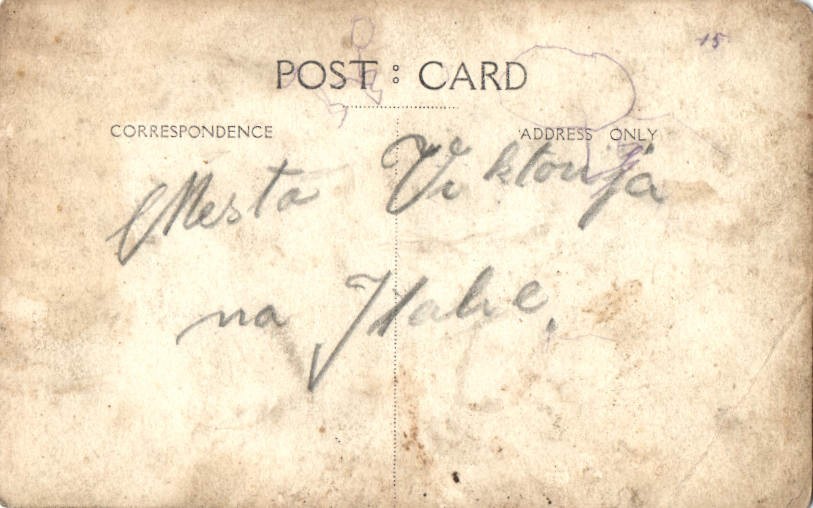 15
POST : CARD
CORRESPONDENCE
ADDRESS ONLY
Mesta Viktorija
na Italie.